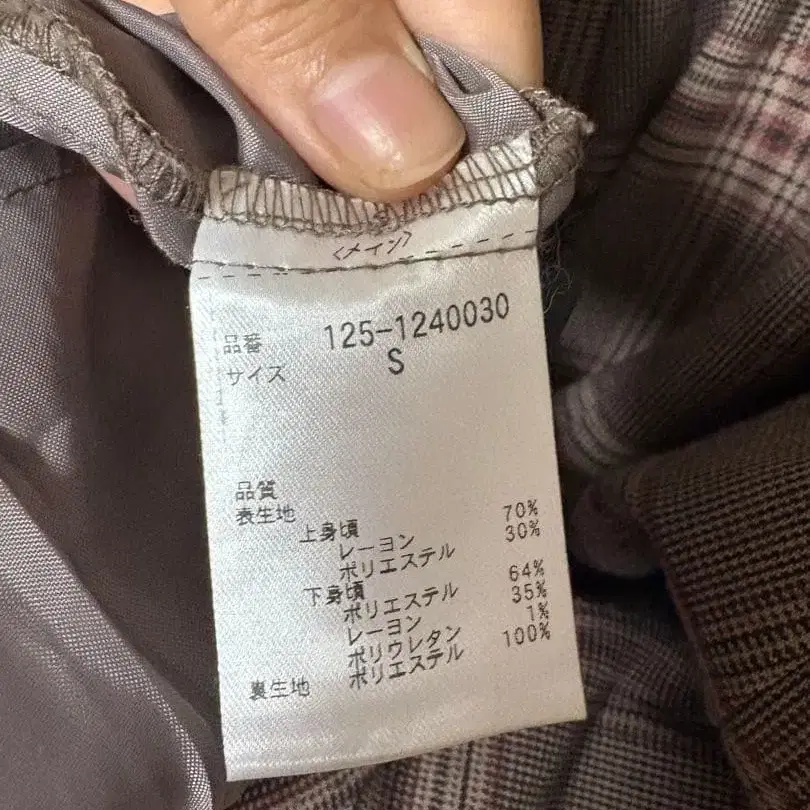 〈メイン〉
品番 125-1240030
サイズ S
品質
表生地
上身頃
レーヨン 70%
ポリエステル 30%
下身頃
ポリエステル 64%
レーヨン 35%
ポリウレタン 1%
裏生地 ポリエステル 100%